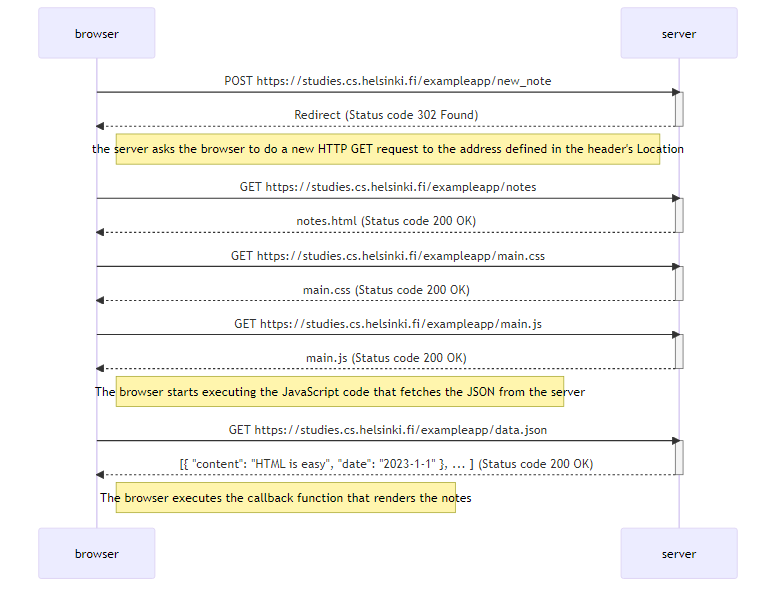 browser server
POST https://studies.cs.helsinki.fi/exampleapp/new_note
Redirect (Status code 302 Found)
the server asks the browser to do a new HTTP GET request to the address defined in the header's Location
GET https://studies.cs.helsinki.fi/exampleapp/notes
notes.html (Status code 200 OK)
GET https://studies.cs.helsinki.fi/exampleapp/main.css
main.css (Status code 200 OK)
GET https://studies.cs.helsinki.fi/exampleapp/main.js
main.js (Status code 200 OK)
The browser starts executing the JavaScript code that fetches the JSON from the server
GET https://studies.cs.helsinki.fi/exampleapp/data.json
[{ "content": "HTML is easy", "date": "2023-1-1" }, ... ] (Status code 200 OK)
The browser executes the callback function that renders the notes
browser server